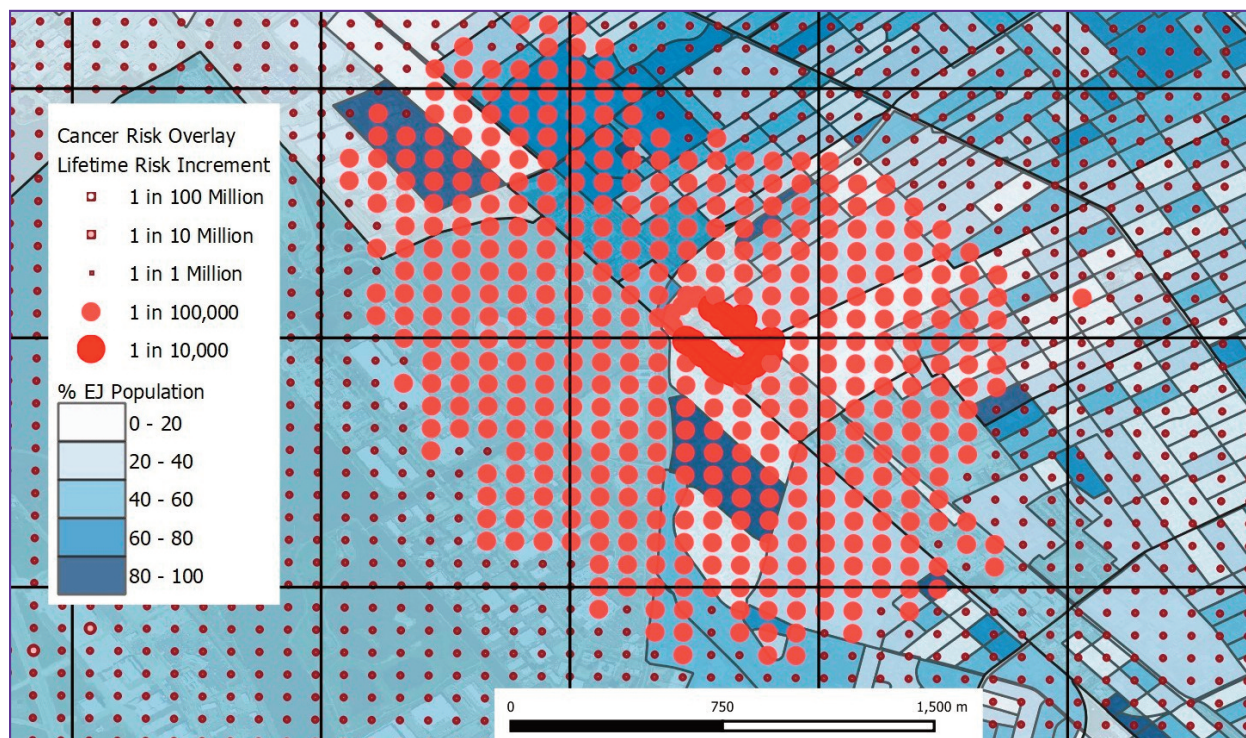 Cancer Risk Overlay
Lifetime Risk Increment
1 in 100 Million
1 in 10 Million
1 in 1 Million
1 in 100,000
1 in 10,000
% EJ Population
0 - 20
20 - 40
40 - 60
60 - 80
80 - 100
0 750 1,500 m